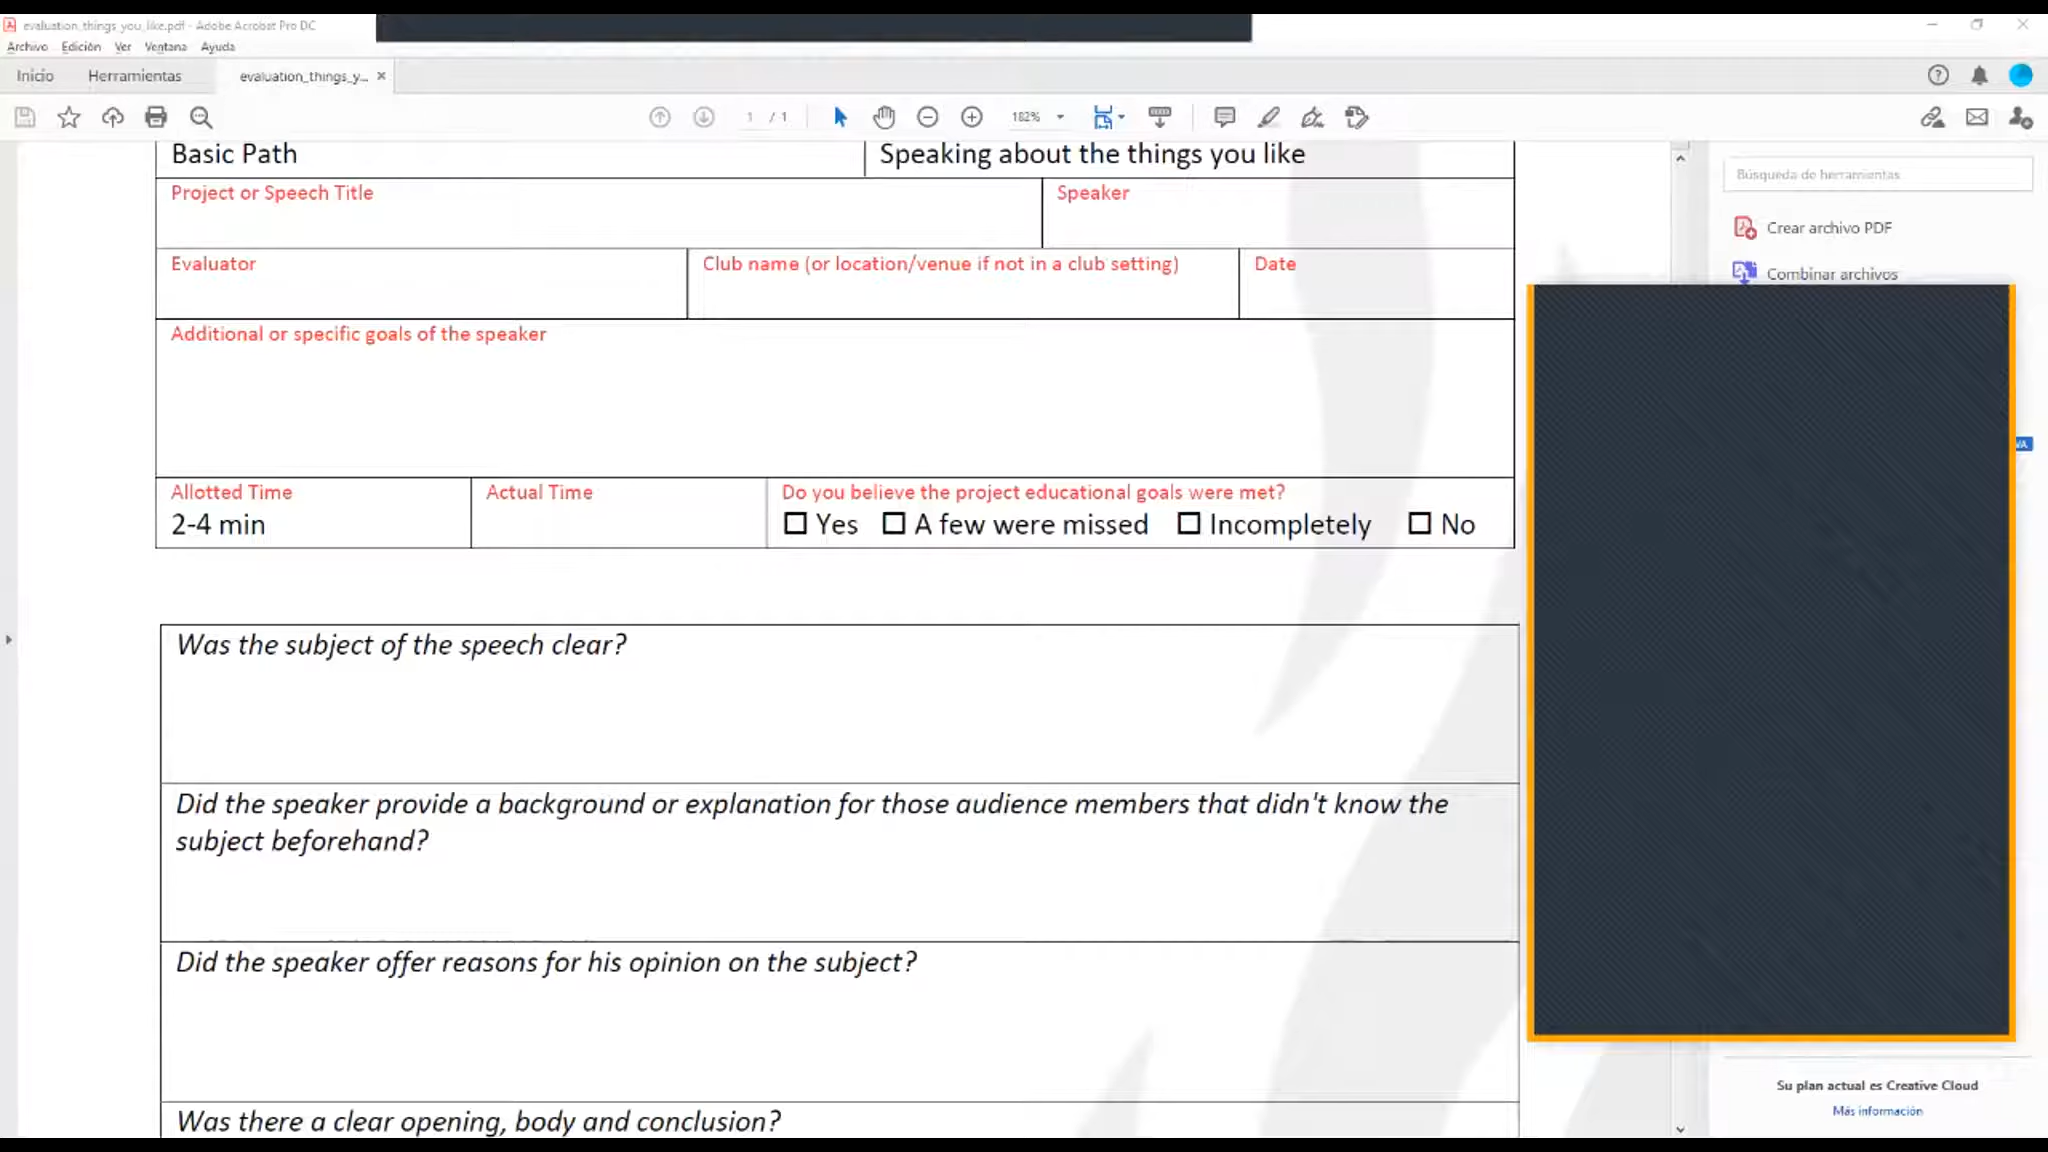 evaluation_things_you_like.pdf - Adobe Acrobat Pro DC
Archivo Edición Ver Ventana Ayuda
Inicio Herramientas evaluation_things_y... ×
1 / 1 182%
Basic Path Speaking about the things you like
Project or Speech Title Speaker
Evaluator Club name (or location/venue if not in a club setting) Date
Additional or specific goals of the speaker
Allotted Time Actual Time Do you believe the project educational goals were met?
2-4 min Yes A few were missed Incompletely No
Was the subject of the speech clear?
Did the speaker provide a background or explanation for those audience members that didn't know the
subject beforehand?
Did the speaker offer reasons for his opinion on the subject?
Was there a clear opening, body and conclusion?
Búsqueda de herramientas
Crear archivo PDF
Combinar archivos
Su plan actual es Creative Cloud
Más información